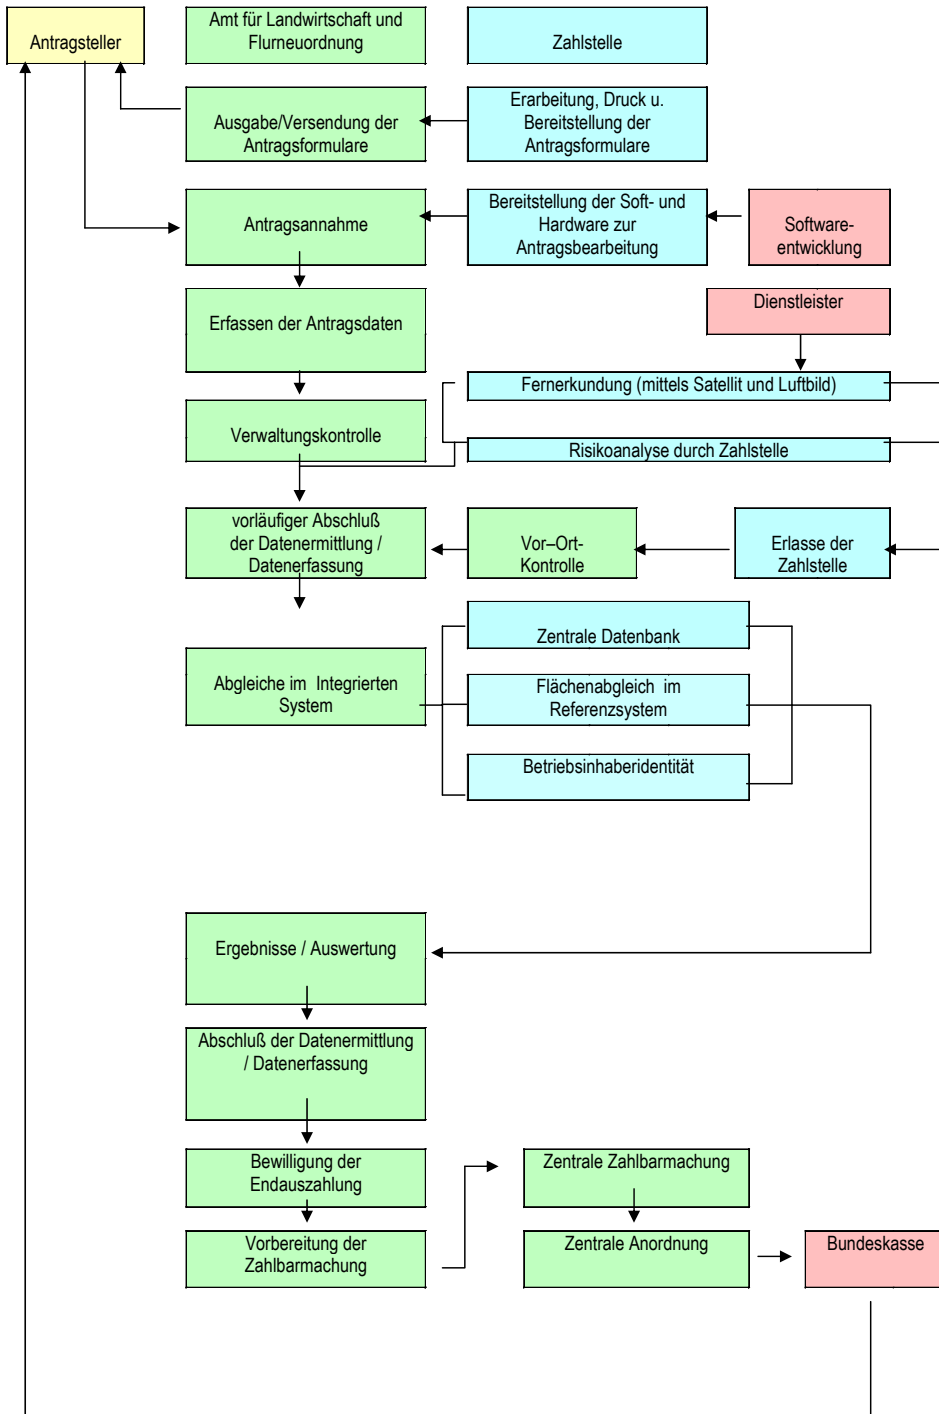 Antragsteller
Amt für Landwirtschaft und
Flurneuordnung
Zahlstelle
Ausgabe/Versendung der
Antragsformulare
Erarbeitung, Druck u.
Bereitstellung der
Antragsformulare
Antragsannahme
Bereitstellung der Soft- und
Hardware zur
Antragsbearbeitung
Software-
entwicklung
Erfassen der Antragsdaten
Dienstleister
Fernerkundung (mittels Satellit und Luftbild)
Verwaltungskontrolle
Risikoanalyse durch Zahlstelle
vorläufiger Abschluß
der Datenermittlung /
Datenerfassung
Vor–Ort-
Kontrolle
Erlasse der
Zahlstelle
Zentrale Datenbank
Abgleiche im Integrierten
System
Flächenabgleich im
Referenzsystem
Betriebsinhaberidentität
Ergebnisse / Auswertung
Abschluß der Datenermittlung
/ Datenerfassung
Bewilligung der
Endauszahlung
Zentrale Zahlbarmachung
Vorbereitung der
Zahlbarmachung
Zentrale Anordnung
Bundeskasse